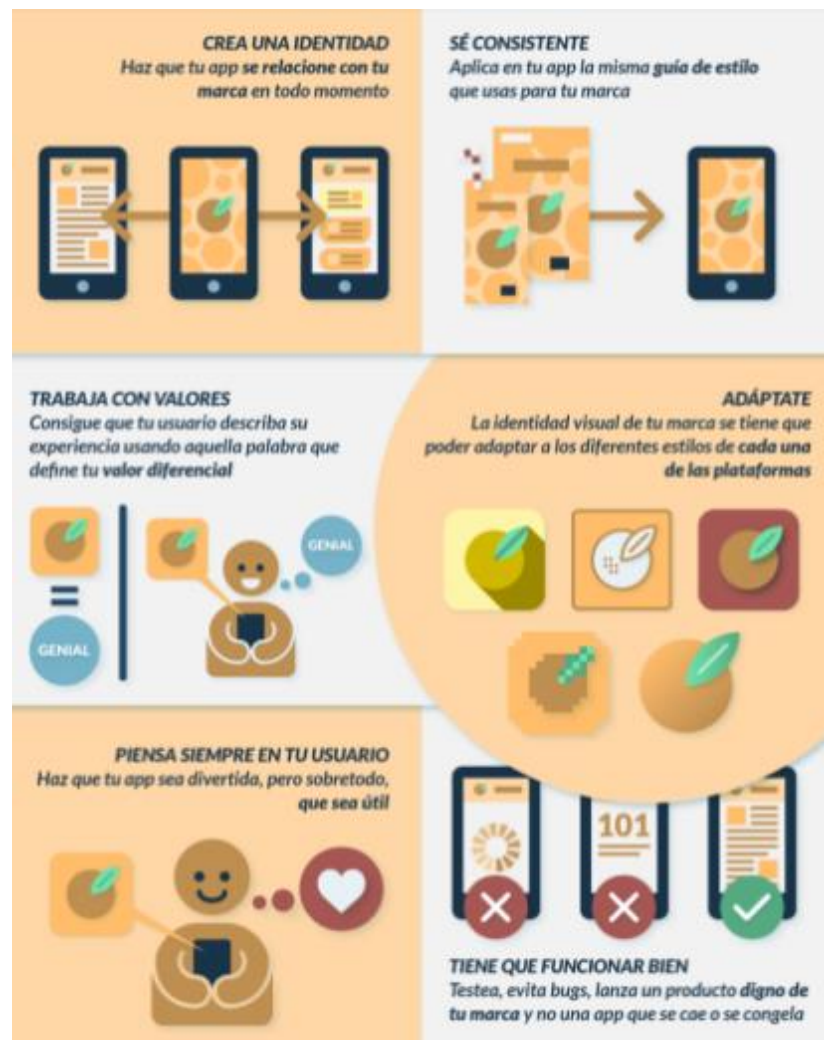 CREA UNA IDENTIDAD
Haz que tu app se relacione con tu
marca en todo momento
SÉ CONSISTENTE
Aplica en tu app la misma guía de estilo
que usas para tu marca
TRABAJA CON VALORES
Consigue que tu usuario describa su
experiencia usando aquella palabra que
define tu valor diferencial
GENIAL
GENIAL
ADÁPTATE
La identidad visual de tu marca se tiene que
poder adaptar a los diferentes estilos de cada una
de las plataformas
PIENSA SIEMPRE EN TU USUARIO
Haz que tu app sea divertida, pero sobretodo,
que sea útil
101
TIENE QUE FUNCIONAR BIEN
Testea, evita bugs, lanza un producto digno de
tu marca y no una app que se cae o se congela